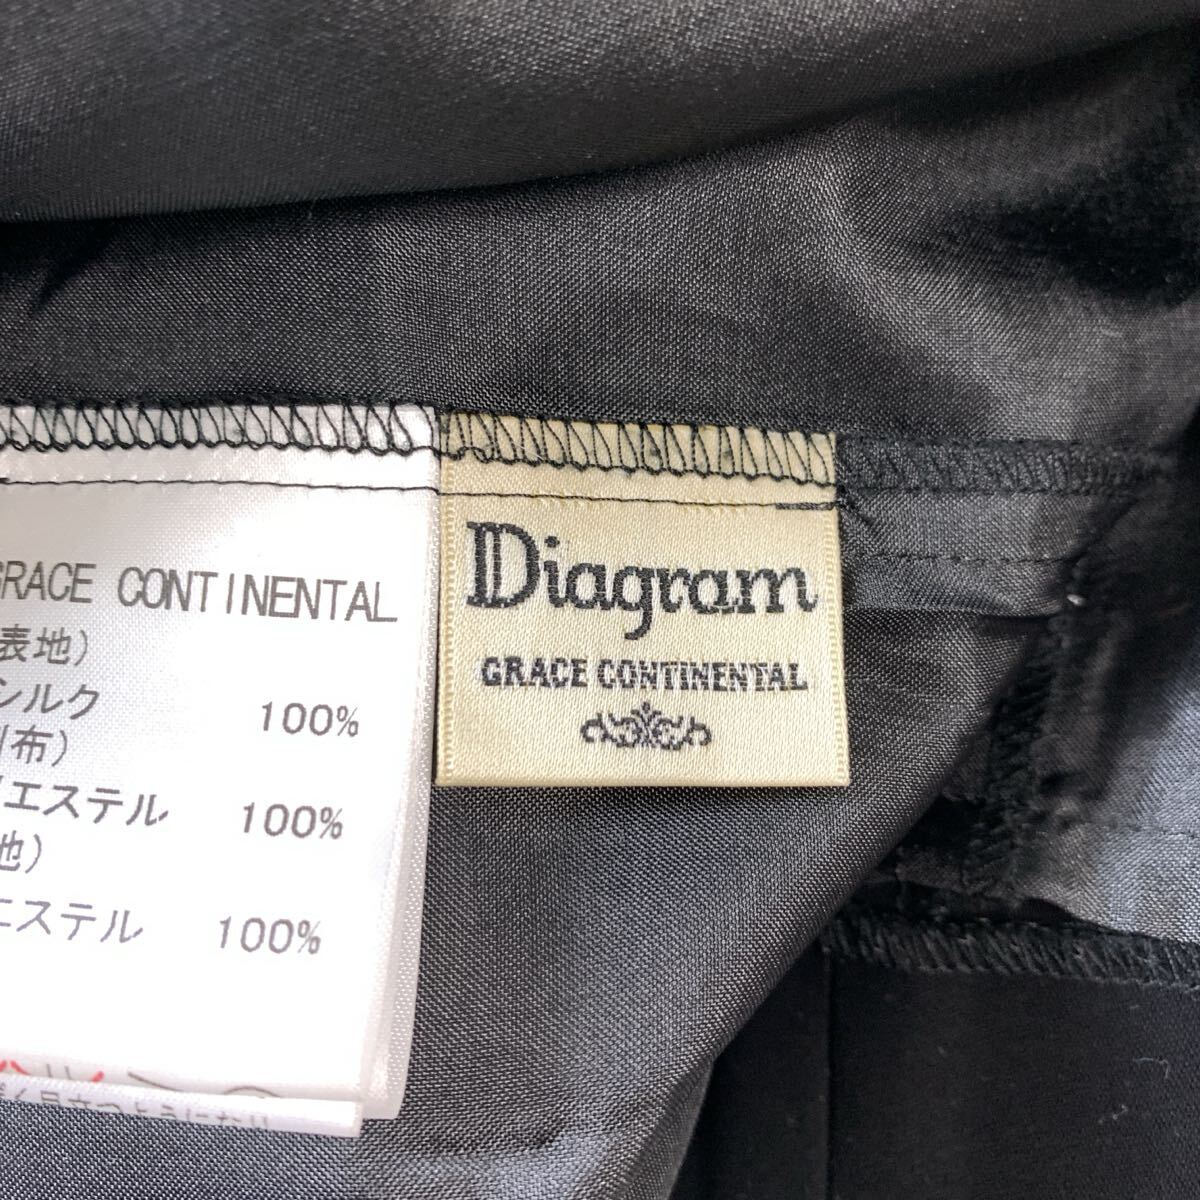 GRACE CONTINENTAL
表地)
シルク 100%
布)
エステル 100%
地)
エステル 100%
Diagram
GRACE CONTINENTAL